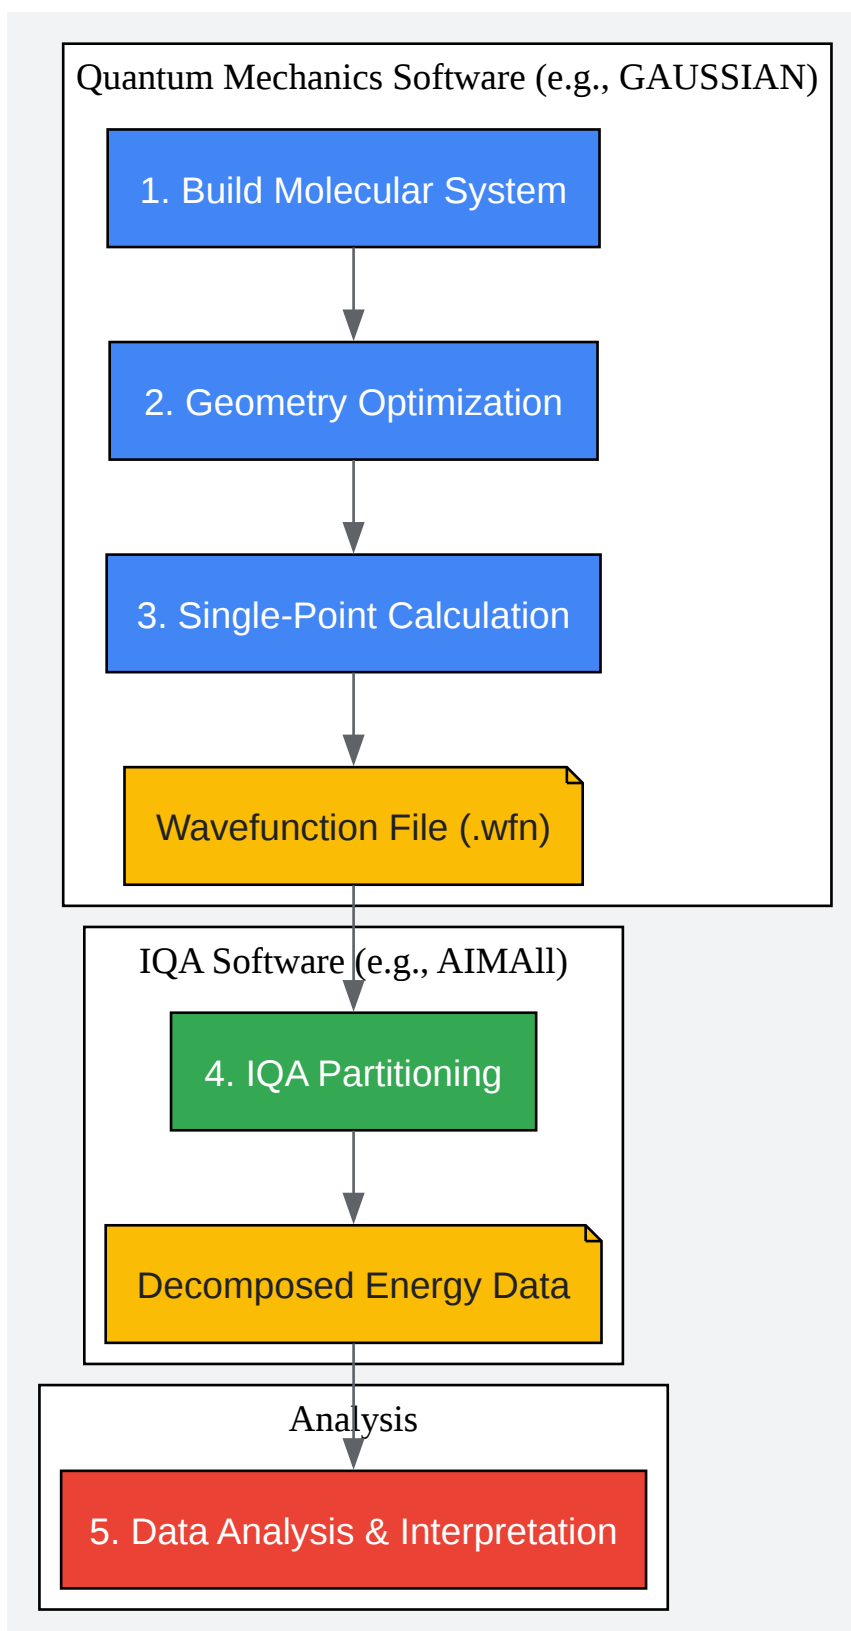 Quantum Mechanics Software (e.g., GAUSSIAN)
1. Build Molecular System
2. Geometry Optimization
3. Single-Point Calculation
Wavefunction File (.wfn)
IQA Software (e.g., AIMAll)
4. IQA Partitioning
Decomposed Energy Data
Analysis
5. Data Analysis & Interpretation